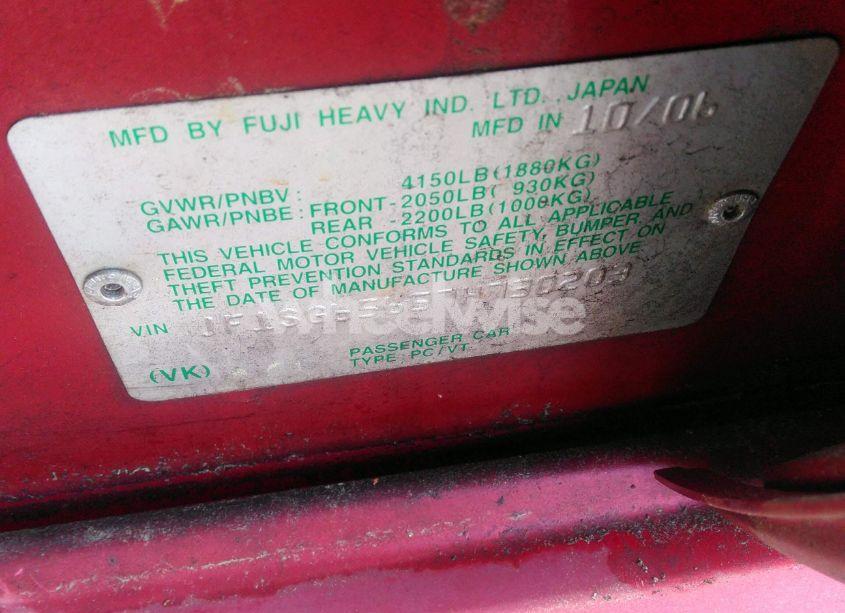 MFD BY FUJI HEAVY IND. LTD. JAPAN
MFD IN 10/06
GVWR/PNBV: 4150LB(1880KG)
GAWR/PNBE: FRONT-2050LB( 930KG)
REAR 2200LB(1000KG)
THIS VEHICLE CONFORMS TO ALL APPLICABLE
FEDERAL MOTOR VEHICLE SAFETY, BUMPER, AND
THEFT PREVENTION STANDARDS IN EFFECT ON
THE DATE OF MANUFACTURE SHOWN ABOVE
VIN
WheelWise
PASSENGER CAR
TYPE: PC/VT
(VK)